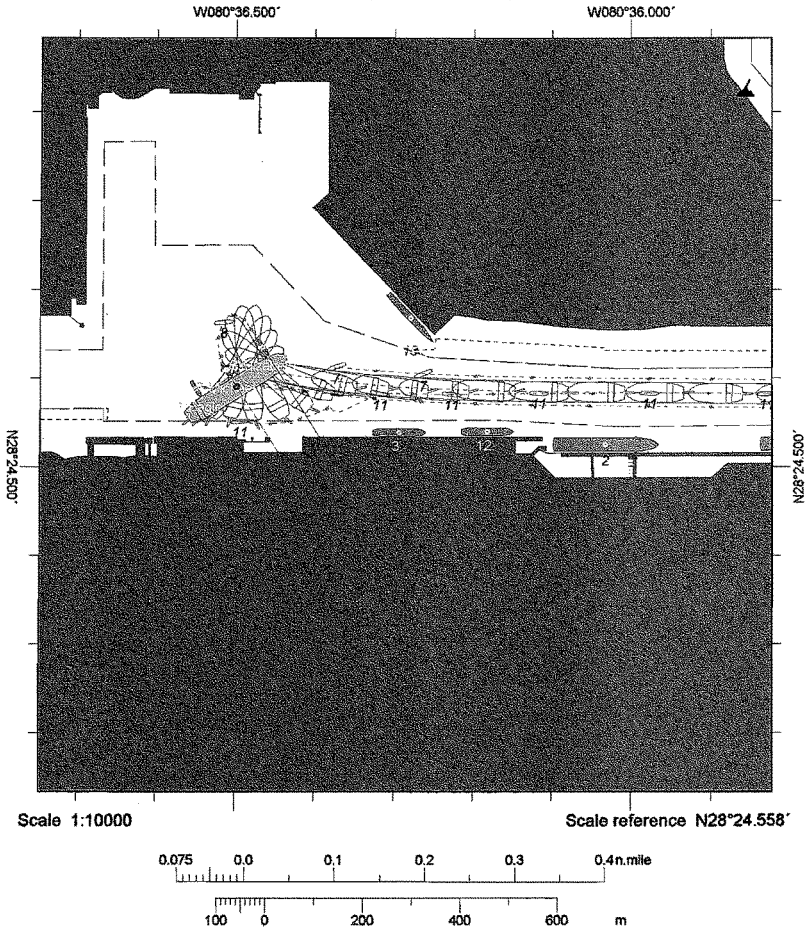 W080°36.500´ W080°36.000´
13
8
7
11 11 11 11 11
11,
3 12 2
N28°24.500´ N28°24.500´
Scale 1:10000 Scale reference N28°24.558´
0.075 0.0 0.1 0.2 0.3 0.4n.mile
100 0 200 400 600 m